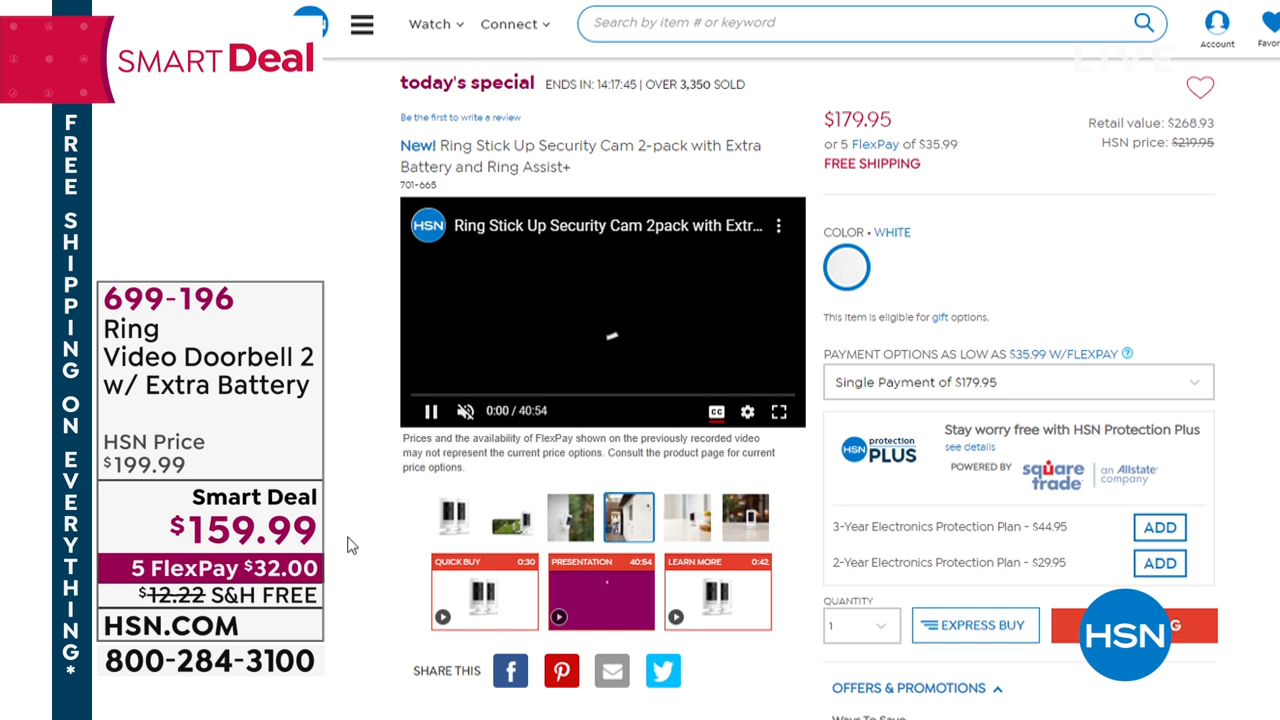 SMART Deal
FREE SHIPPING ON EVERYTHING*
699-196
Ring
Video Doorbell 2
w/ Extra Battery
HSN Price
$199.99
Smart Deal
$159.99
5 FlexPay $32.00
$12.22 S&H FREE
HSN.COM
800-284-3100
Watch
Connect
Search by item # or keyword
Account
Favor
LIVE
today's special ENDS IN: 14:17:45 | OVER 3,350 SOLD
Be the first to write a review
New! Ring Stick Up Security Cam 2-pack with Extra
Battery and Ring Assist+
701-665
HSN Ring Stick Up Security Cam 2pack with Extr...
0:00 / 40:54
CC
Prices and the availability of FlexPay shown on the previously recorded video
may not represent the current price options. Consult the product page for current
price options.
QUICK BUY 0:30
PRESENTATION 40:54
LEARN MORE 0:42
SHARE THIS
$179.95
or 5 FlexPay of $35.99
FREE SHIPPING
Retail value: $268.93
HSN price: $219.95
COLOR • WHITE
This item is eligible for gift options.
PAYMENT OPTIONS AS LOW AS $35.99 W/FLEXPAY ?
Single Payment of $179.95
HSN protection PLUS
Stay worry free with HSN Protection Plus
see details
POWERED BY square trade | an Allstate company
3-Year Electronics Protection Plan - $44.95 ADD
2-Year Electronics Protection Plan - $29.95 ADD
QUANTITY
1
EXPRESS BUY
G
HSN
OFFERS & PROMOTIONS
Ways To Save